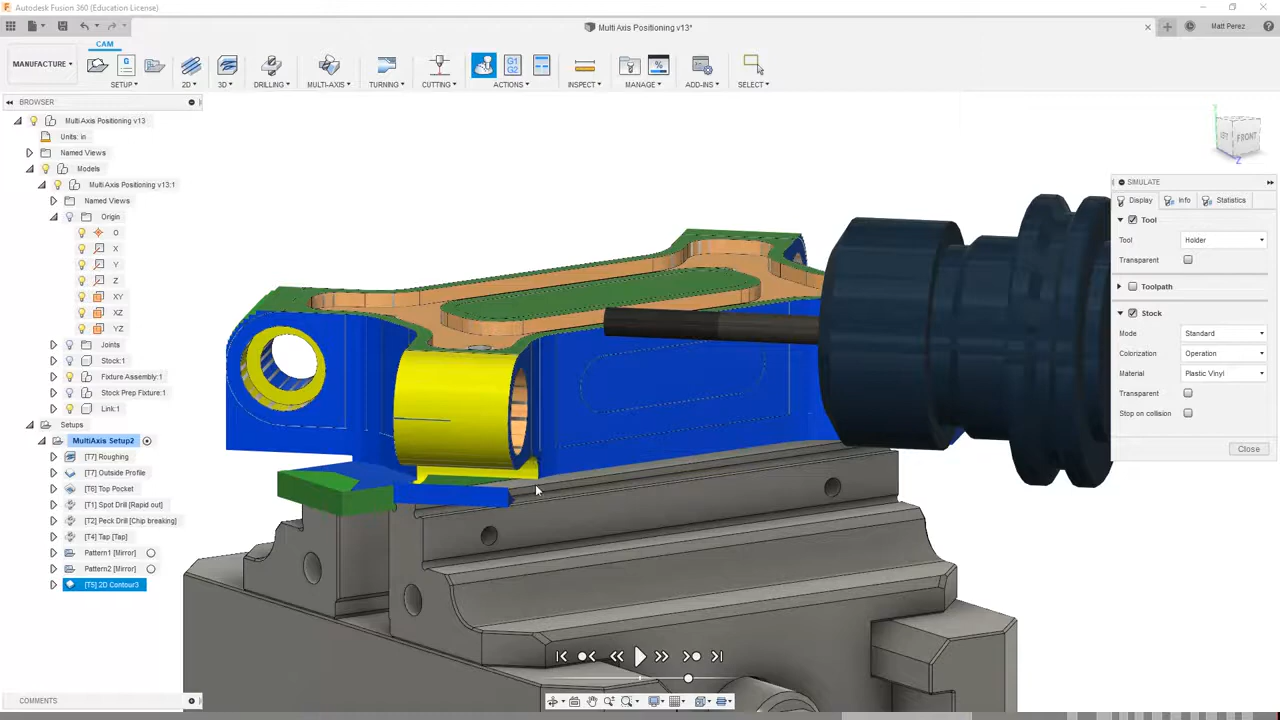 Autodesk Fusion 360 (Education License)
Multi Axis Positioning v13*
Matt Perez
CAM
MANUFACTURE
G
G1
G2
SETUP
2D
3D
DRILLING
MULTI-AXIS
TURNING
CUTTING
ACTIONS
INSPECT
MANAGE
ADD-INS
SELECT
BROWSER
Multi Axis Positioning v13
Units: in
Named Views
Models
Multi Axis Positioning v13:1
Named Views
Origin
O
X
Y
Z
XY
XZ
YZ
Joints
Stock:1
Fixture Assembly:1
Stock Prep Fixture:1
Link:1
Setups
MultiAxis Setup2
[T7] Roughing
[T7] Outside Profile
[T6] Top Pocket
[T1] Spot Drill [Rapid out]
[T2] Peck Drill [Chip breaking]
[T4] Tap [Tap]
Pattern1 [Mirror]
Pattern2 [Mirror]
[T5] 2D Contour3
FRONT
Z
SIMULATE
Display
Info
Statistics
Tool
Tool
Holder
Transparent
Toolpath
Stock
Mode
Standard
Colorization
Operation
Material
Plastic Vinyl
Transparent
Stop on collision
Close
COMMENTS